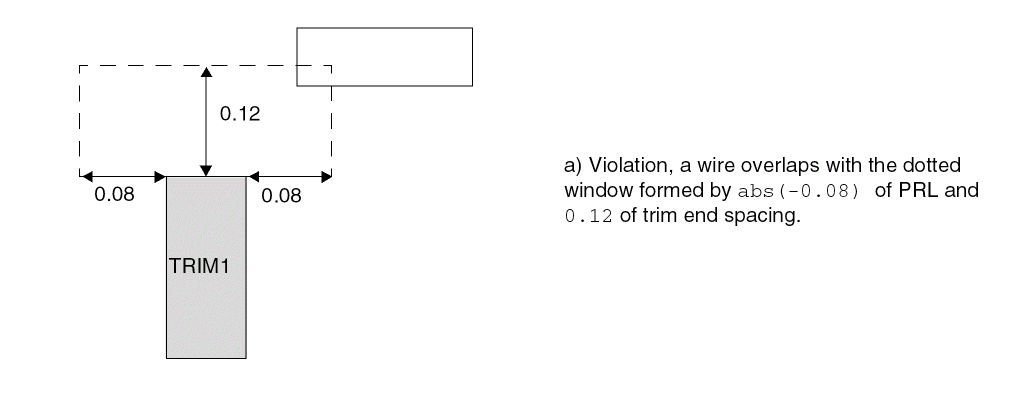 0.12
0.08
0.08
TRIM1
a) Violation, a wire overlaps with the dotted
window formed by abs(-0.08) of PRL and
0.12 of trim end spacing.